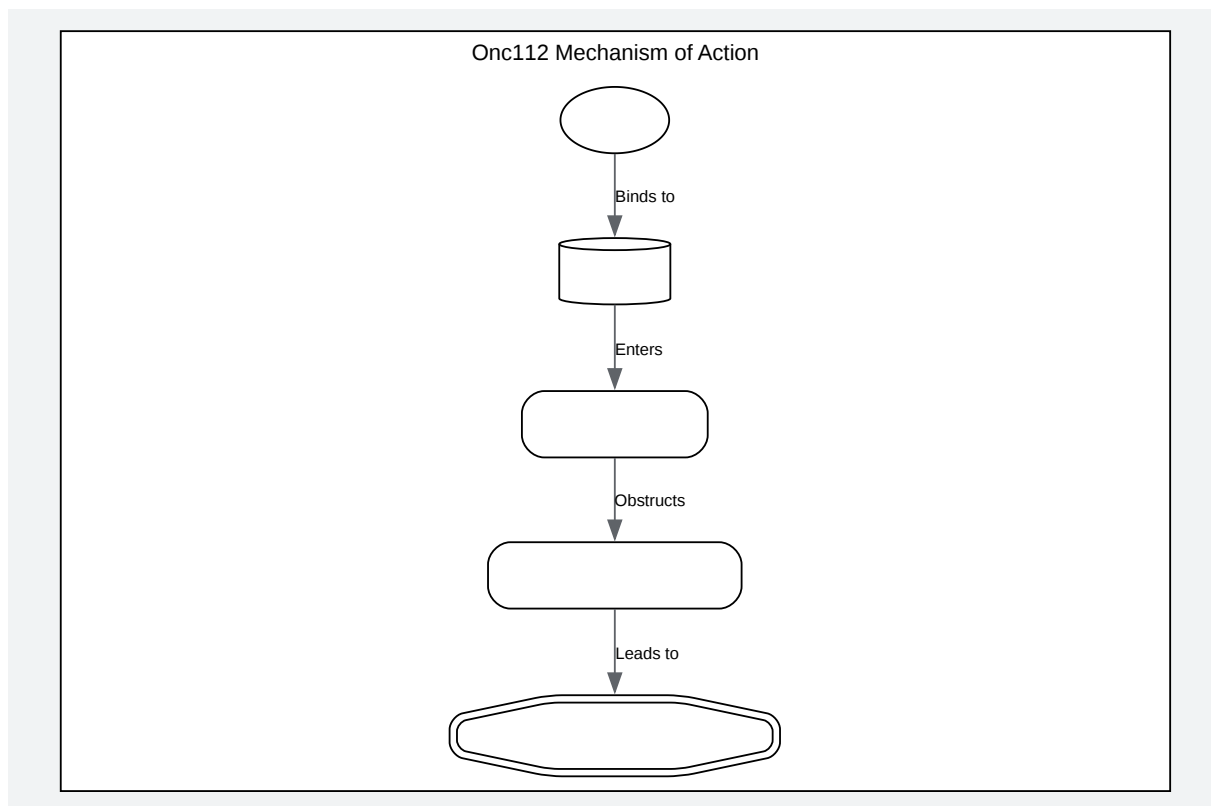 Onc112 Mechanism of Action
Binds to
Enters
Obstructs
Leads to